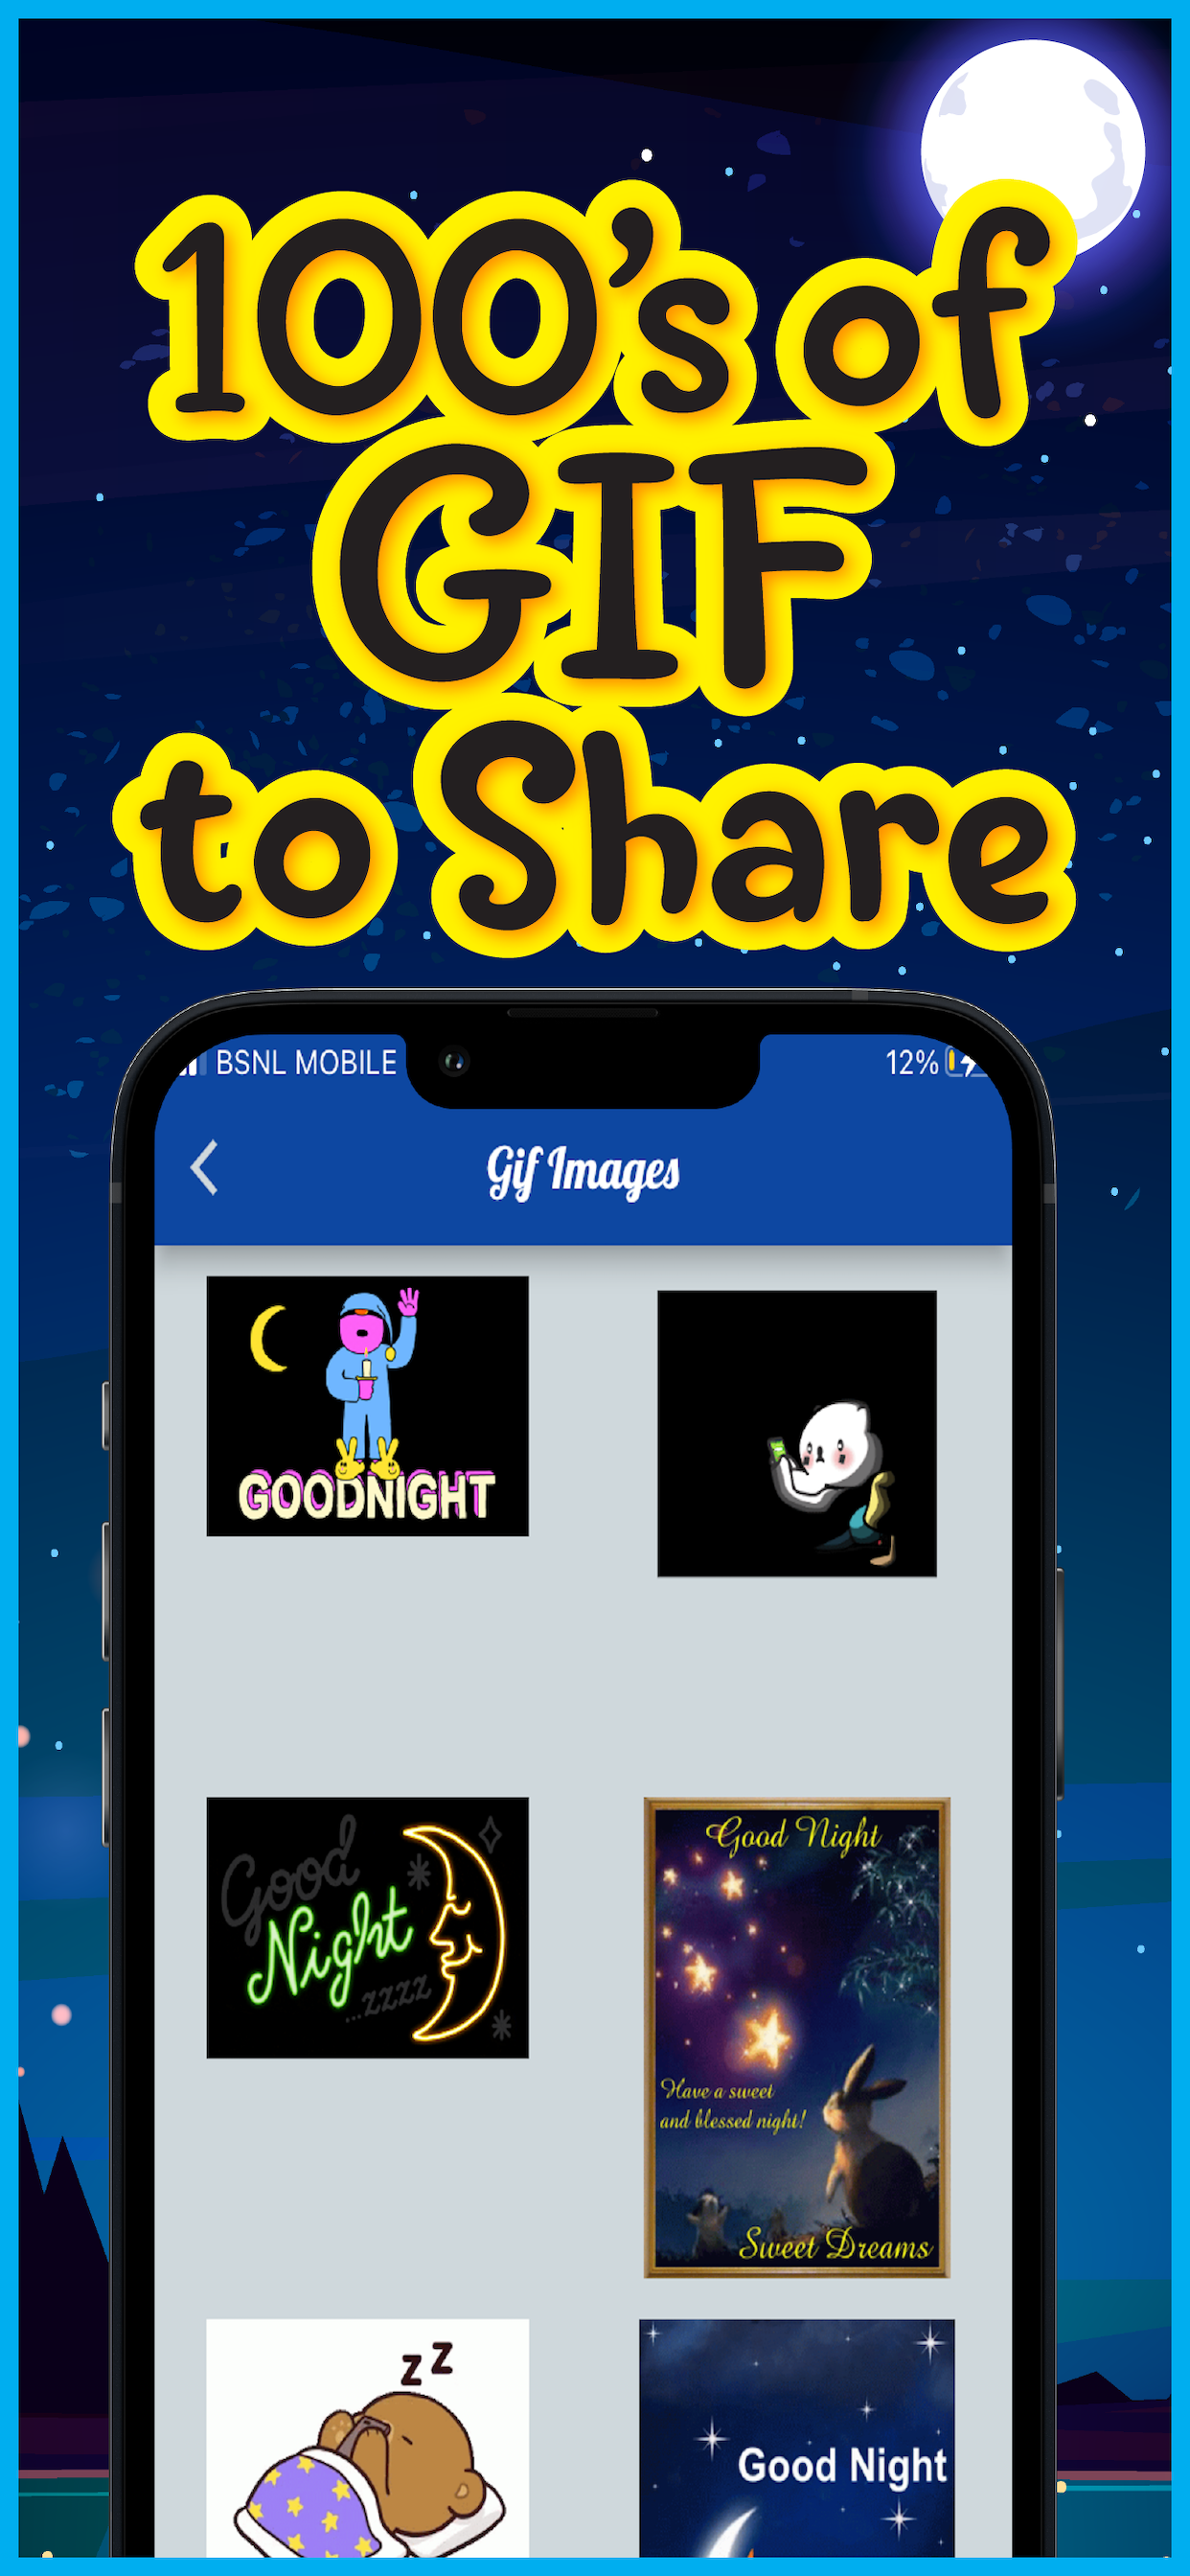 100’s of
GIF
to Share
BSNL MOBILE
12%
Gif Images
GOODNIGHT
Good
Night
...zzzz
Good Night
Have a sweet
and blessed night!
Sweet Dreams
z z
Good Night